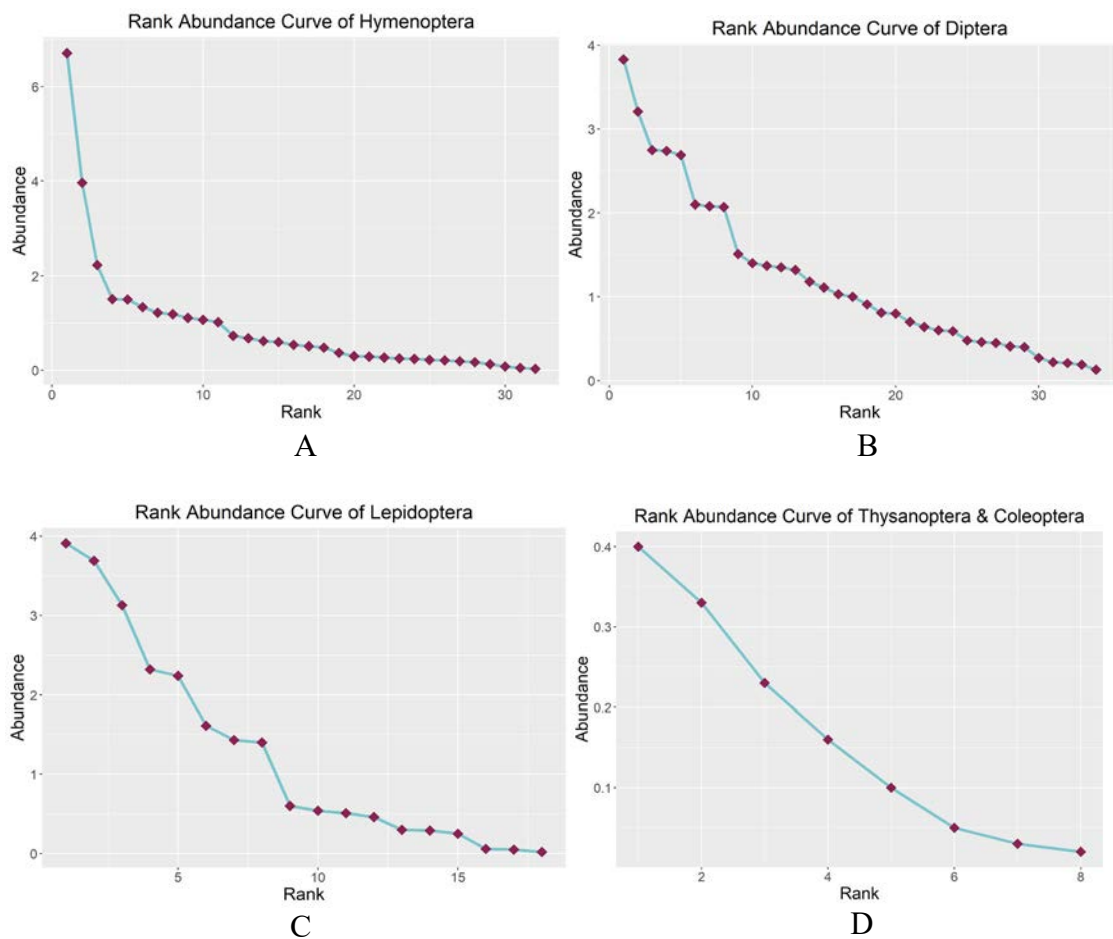 Rank Abundance Curve of Hymenoptera
6
4
2
0
Abundance
0 10 20 30
Rank
A
Rank Abundance Curve of Diptera
4
3
2
1
0
Abundance
0 10 20 30
Rank
B
Rank Abundance Curve of Lepidoptera
4
3
2
1
0
Abundance
5 10 15
Rank
C
Rank Abundance Curve of Thysanoptera & Coleoptera
0.4
0.3
0.2
0.1
Abundance
2 4 6 8
Rank
D